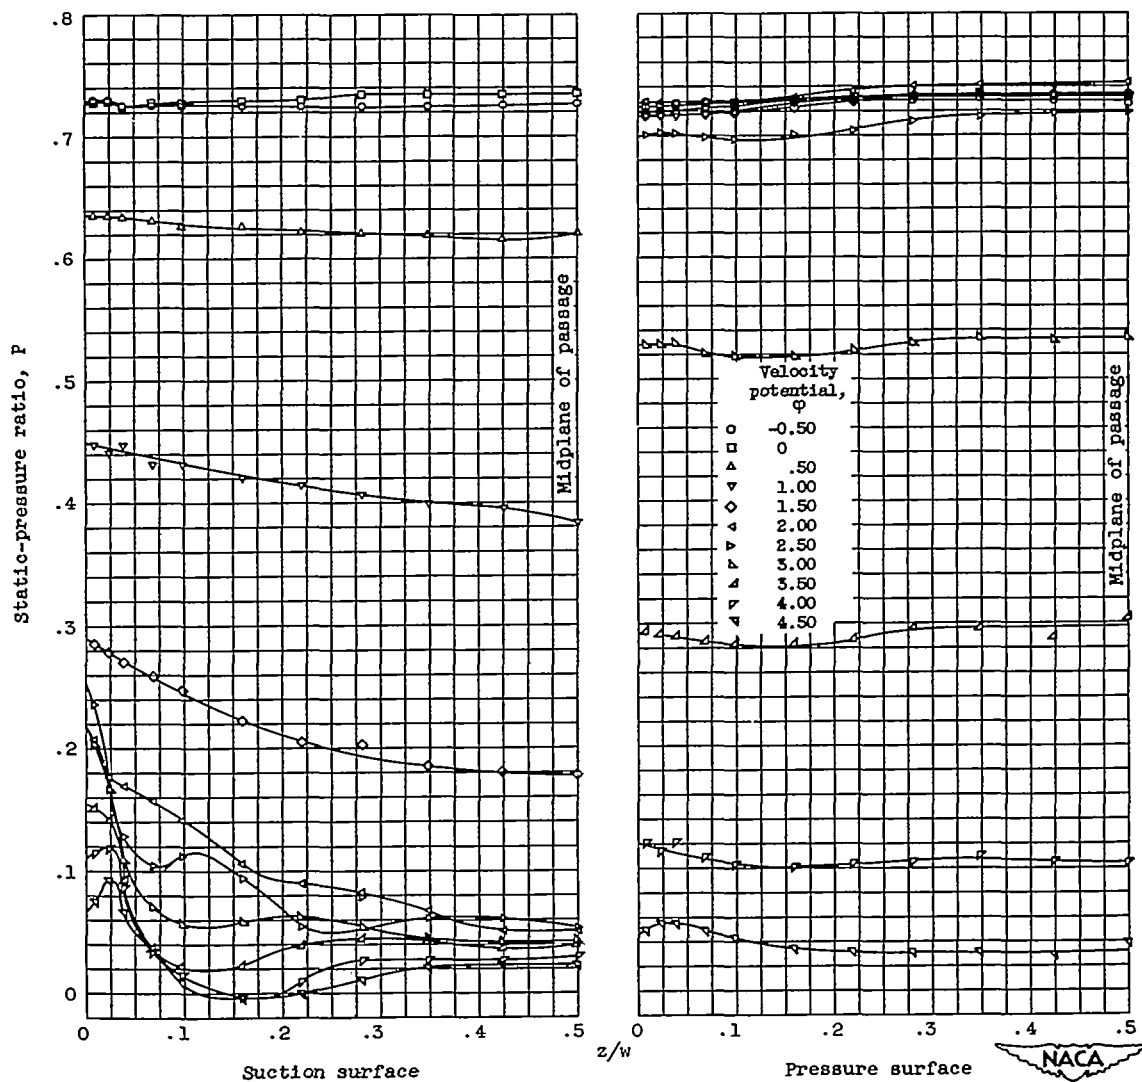 .8
.7
.6
.5
.4
.3
.2
.1
0
Static-pressure ratio, P
Midplane of passage
0 .1 .2 .3 .4 .5
Suction surface
z/w
Velocity
potential,
φ
-0.50
0
.50
1.00
1.50
2.00
2.50
3.00
3.50
4.00
4.50
Midplane of passage
0 .1 .2 .3 .4 .5
Pressure surface
NACA